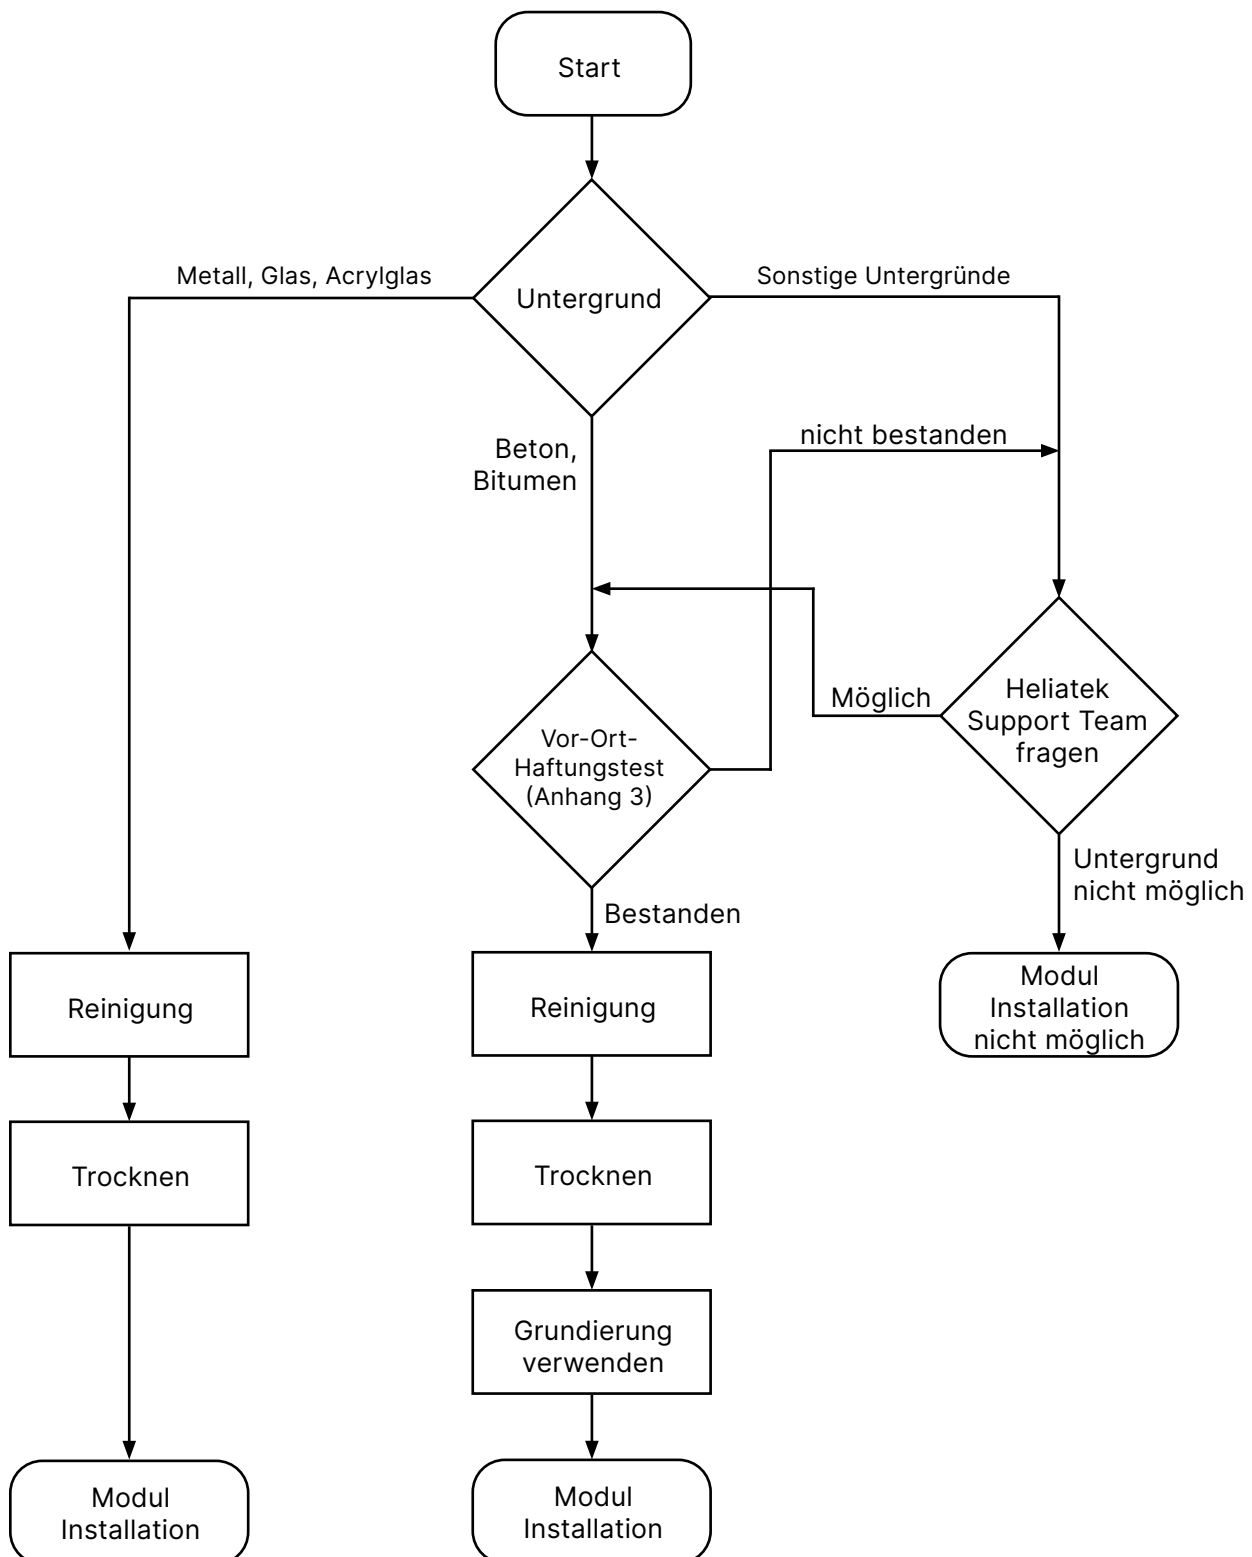 Start
Metall, Glas, Acrylglas
Sonstige Untergründe
Untergrund
nicht bestanden
Beton,
Bitumen
Möglich
Heliatek
Support Team
fragen
Vor-Ort-
Haftungstest
(Anhang 3)
Untergrund
nicht möglich
Bestanden
Reinigung
Reinigung
Modul
Installation
nicht möglich
Trocknen
Trocknen
Grundierung
verwenden
Modul
Installation
Modul
Installation